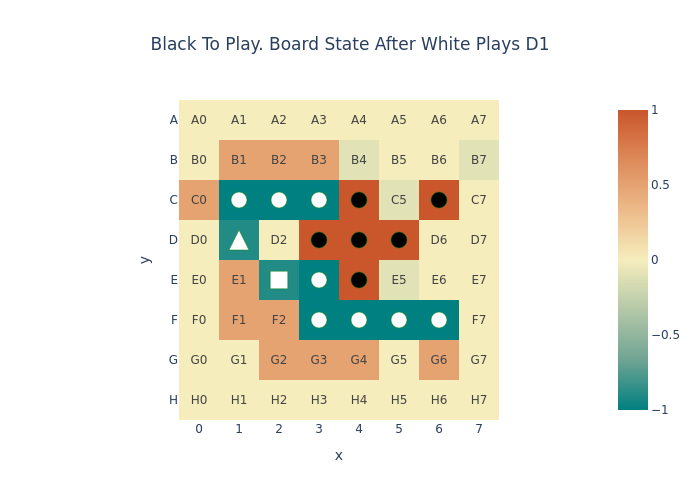 Black To Play. Board State After White Plays D1
A A0 A1 A2 A3 A4 A5 A6 A7
B B0 B1 B2 B3 B4 B5 B6 B7
C C0 C5 C7
D D0 D2 D6 D7
E E0 E1 E5 E6 E7
F F0 F1 F2 F7
G G0 G1 G2 G3 G4 G5 G6 G7
H H0 H1 H2 H3 H4 H5 H6 H7
0 1 2 3 4 5 6 7
x
y
1
0.5
0
−0.5
−1